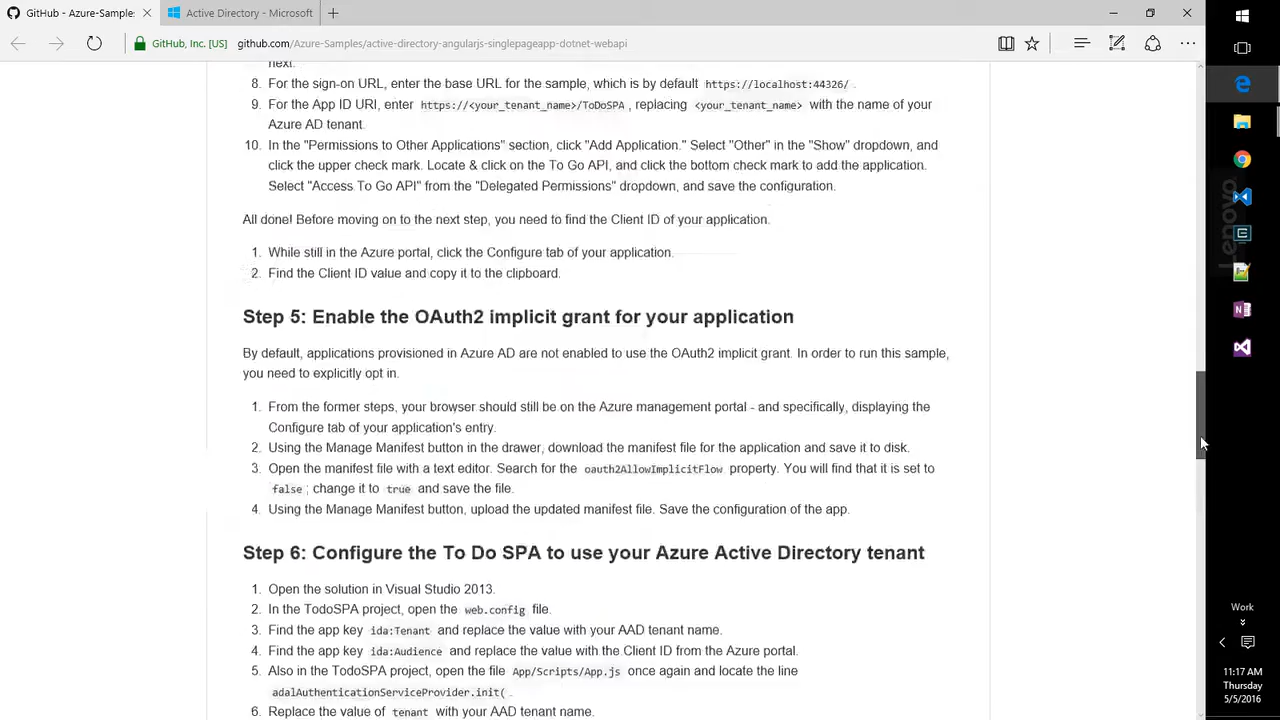 GitHub - Azure-Samples:
Active Directory - Microsoft
GitHub, Inc. [US] github.com/Azure-Samples/active-directory-angularjs-singlepageapp-dotnet-webapi
next.
8. For the sign-on URL, enter the base URL for the sample, which is by default https://localhost:44326/ .
9. For the App ID URI, enter https://<your_tenant_name>/ToDoSPA , replacing <your_tenant_name> with the name of your
Azure AD tenant.
10. In the "Permissions to Other Applications" section, click "Add Application." Select "Other" in the "Show" dropdown, and
click the upper check mark. Locate & click on the To Go API, and click the bottom check mark to add the application.
Select "Access To Go API" from the "Delegated Permissions" dropdown, and save the configuration.
All done! Before moving on to the next step, you need to find the Client ID of your application.
1. While still in the Azure portal, click the Configure tab of your application.
2. Find the Client ID value and copy it to the clipboard.
Step 5: Enable the OAuth2 implicit grant for your application
By default, applications provisioned in Azure AD are not enabled to use the OAuth2 implicit grant. In order to run this sample,
you need to explicitly opt in.
1. From the former steps, your browser should still be on the Azure management portal - and specifically, displaying the
Configure tab of your application's entry.
2. Using the Manage Manifest button in the drawer, download the manifest file for the application and save it to disk.
3. Open the manifest file with a text editor. Search for the oauth2AllowImplicitFlow property. You will find that it is set to
false ; change it to true and save the file.
4. Using the Manage Manifest button, upload the updated manifest file. Save the configuration of the app.
Step 6: Configure the To Do SPA to use your Azure Active Directory tenant
1. Open the solution in Visual Studio 2013.
2. In the TodoSPA project, open the web.config file.
3. Find the app key ida:Tenant and replace the value with your AAD tenant name.
4. Find the app key ida:Audience and replace the value with the Client ID from the Azure portal.
5. Also in the TodoSPA project, open the file App/Scripts/App.js once again and locate the line
adalAuthenticationServiceProvider.init( .
6. Replace the value of tenant with your AAD tenant name.
Lenovo
Work
11:17 AM
Thursday
5/5/2016